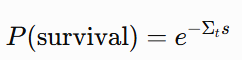 P(survival) = e^{-Σ_t s}